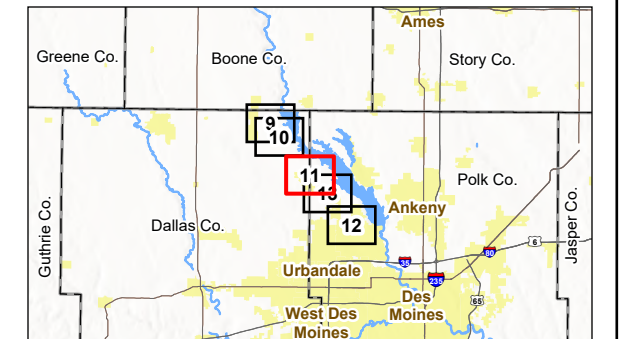 Ames
Greene Co.
Boone Co.
Story Co.
9
10
11
13
12
Polk Co.
Ankeny
Dallas Co.
Guthrie Co.
Jasper Co.
6
80
35
Urbandale
235
65
Des
Moines
West Des
Moines